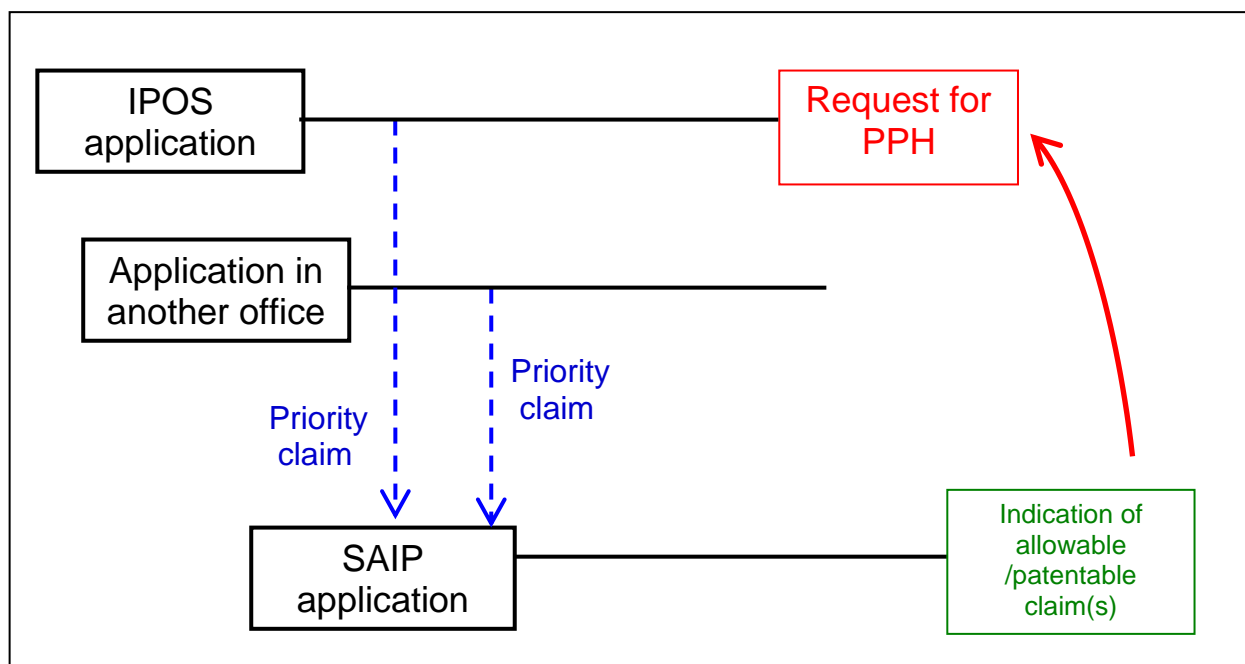 IPOS
application
Request for
PPH
Application in
another office
Priority
claim
Priority
claim
SAIP
application
Indication of
allowable
/patentable
claim(s)